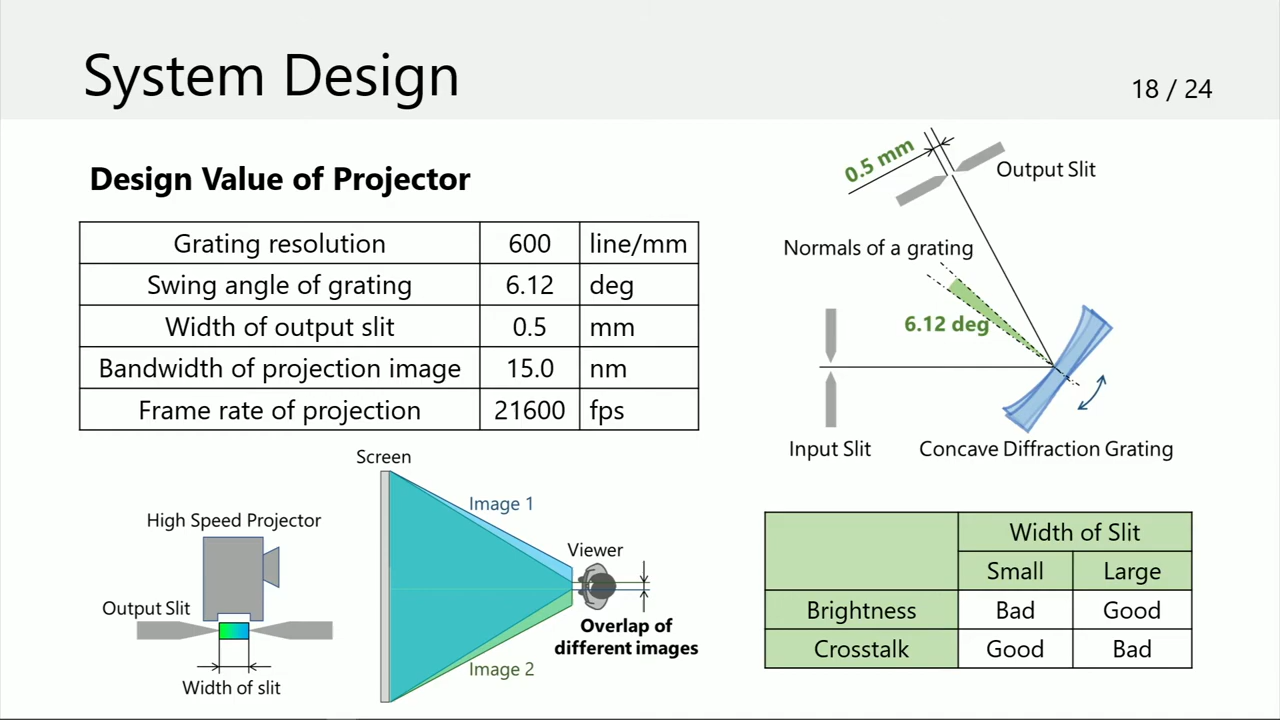 System Design
18 / 24
Design Value of Projector
Grating resolution 600 line/mm
Swing angle of grating 6.12 deg
Width of output slit 0.5 mm
Bandwidth of projection image 15.0 nm
Frame rate of projection 21600 fps
0.5 mm
Output Slit
Normals of a grating
6.12 deg
Input Slit
Concave Diffraction Grating
High Speed Projector
Output Slit
Width of slit
Screen
Image 1
Viewer
Overlap of
different images
Image 2
Width of Slit
Small Large
Brightness Bad Good
Crosstalk Good Bad